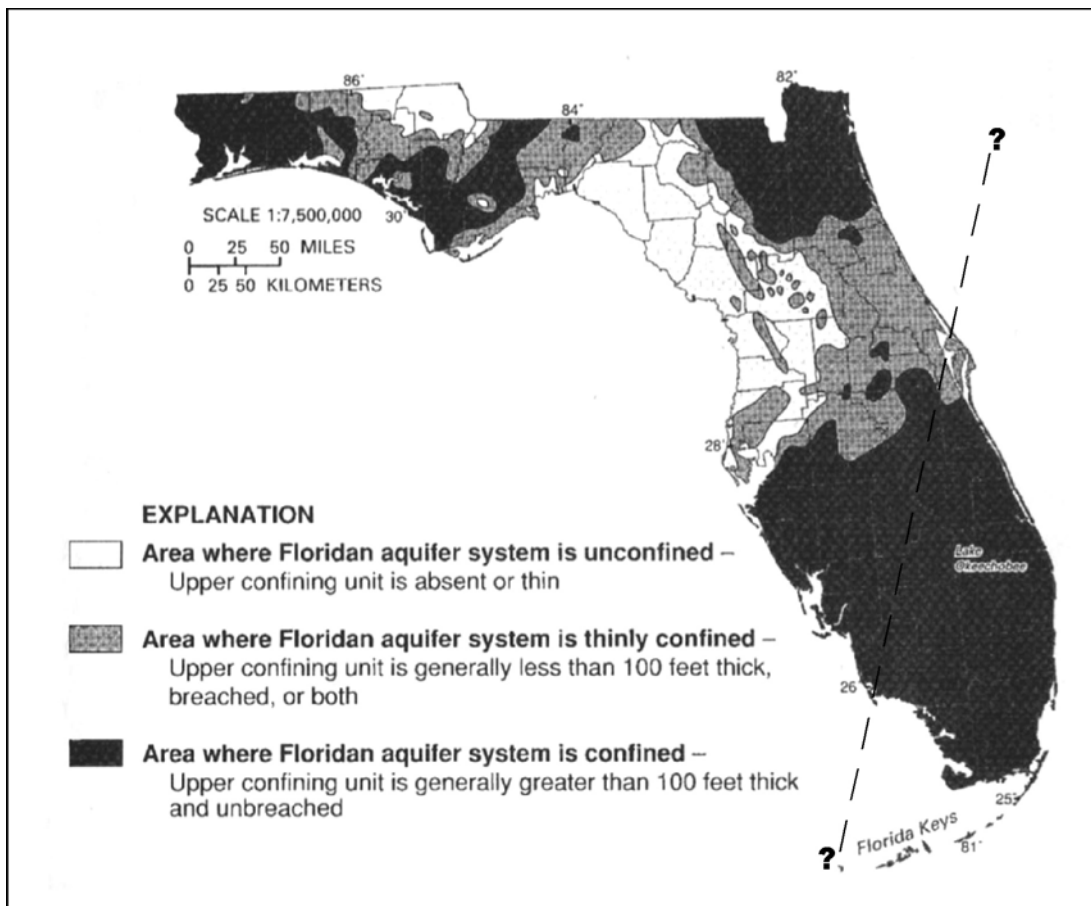 86°
82°
84°
?
SCALE 1:7,500,000
30°
0 25 50 MILES
0 25 50 KILOMETERS
28°
EXPLANATION
Area where Floridan aquifer system is unconfined –
Upper confining unit is absent or thin
Lake
Okeechobee
Area where Floridan aquifer system is thinly confined –
Upper confining unit is generally less than 100 feet thick,
breached, or both
26°
Area where Floridan aquifer system is confined –
Upper confining unit is generally greater than 100 feet thick
and unbreached
25°
Florida Keys
81°
?